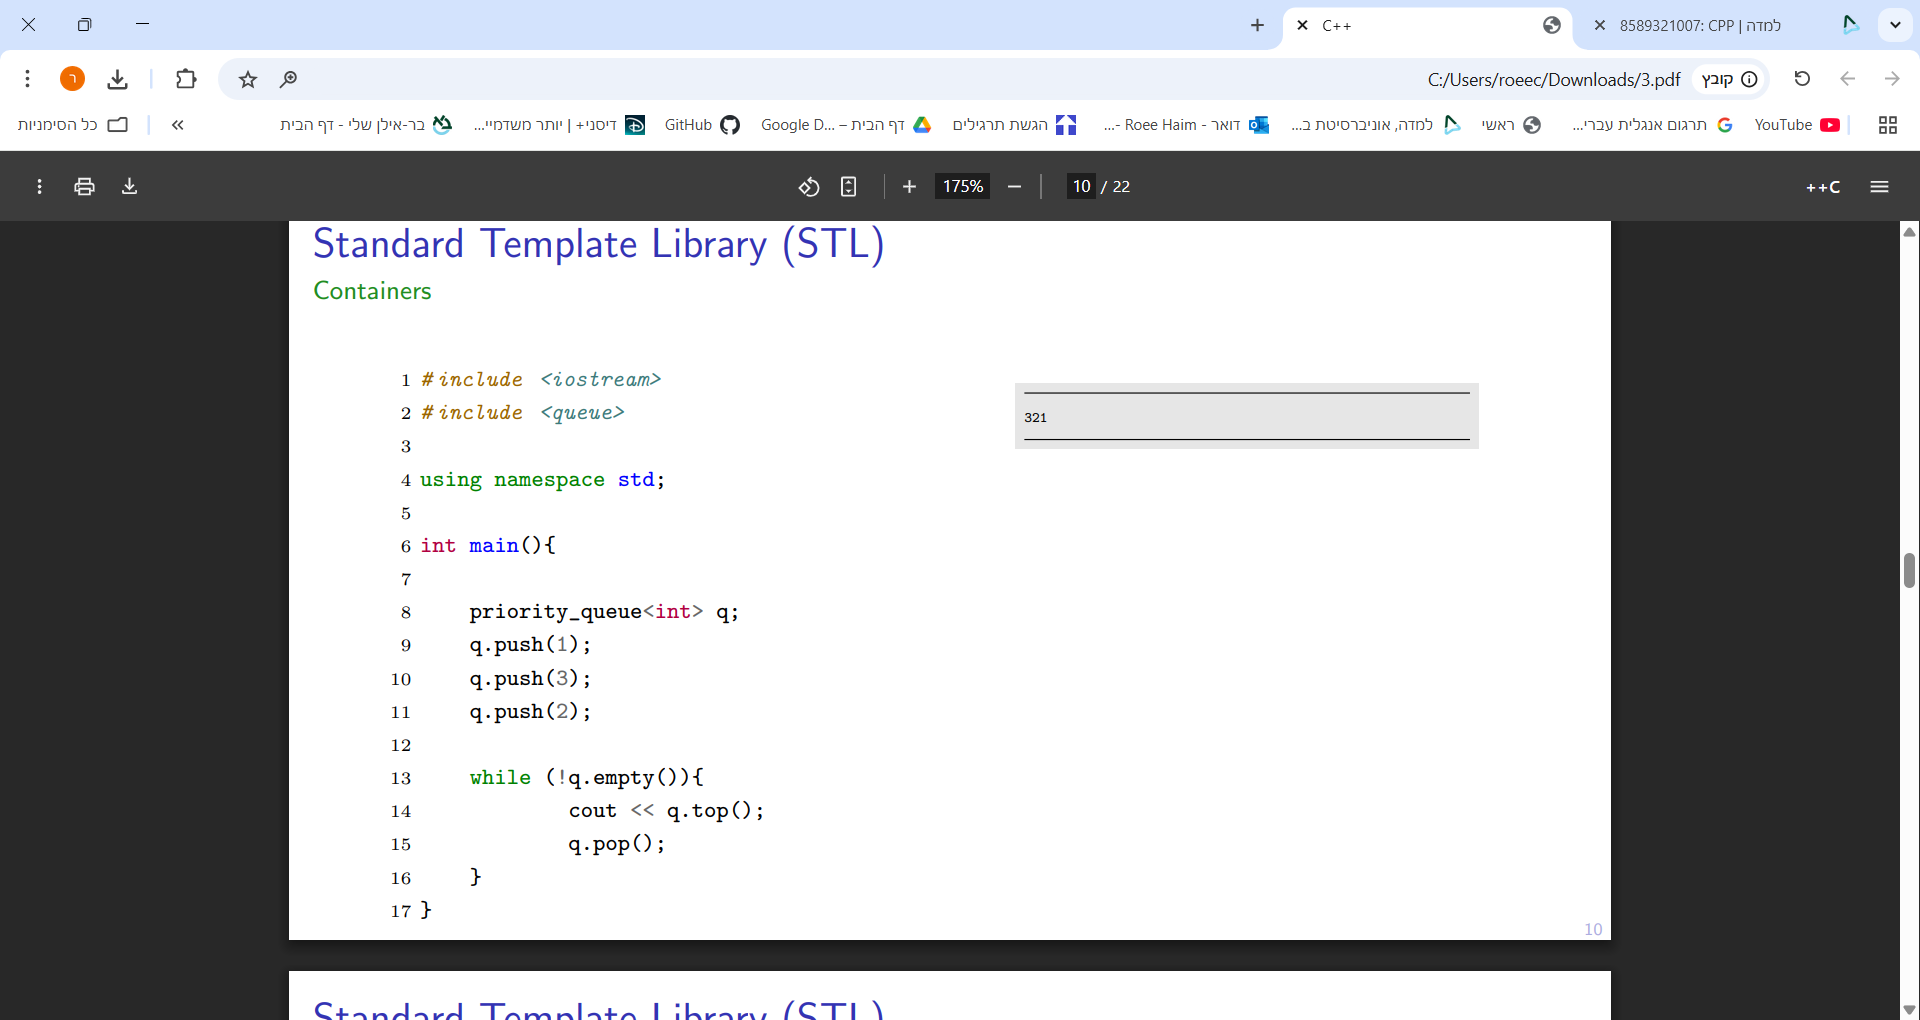 C++
למדה | CPP :8589321007
C:/Users/roeec/Downloads/3.pdf
קובץ
כל הסימניות
בר-אילן שלי - דף הבית
דיסני+ | יותר משדמיי...
GitHub
דף הבית – Google D...
הגשת תרגילים
דואר - Roee Haim -...
למדה, אוניברסיטת ב...
ראשי
תרגום אנגלית עברי...
YouTube
175%
10 / 22
++C
Standard Template Library (STL)
Containers
1 #include <iostream>
2 #include <queue>
3
4 using namespace std;
5
6 int main(){
7
8 priority_queue<int> q;
9 q.push(1);
10 q.push(3);
11 q.push(2);
12
13 while (!q.empty()){
14 cout << q.top();
15 q.pop();
16 }
17 }
321
10
Standard Template Library (STL)